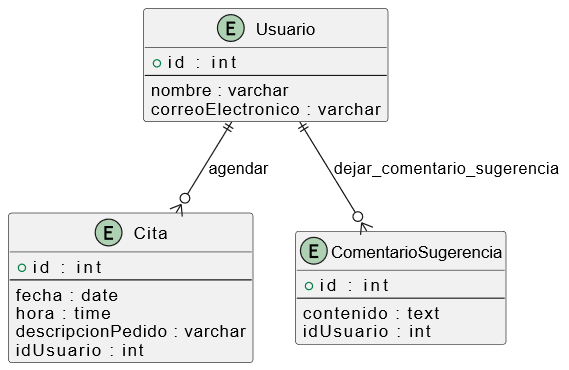 E Usuario
id : int
nombre : varchar
correoElectronico : varchar
agendar
dejar_comentario_sugerencia
E Cita
id : int
fecha : date
hora : time
descripcionPedido : varchar
idUsuario : int
E ComentarioSugerencia
id : int
contenido : text
idUsuario : int